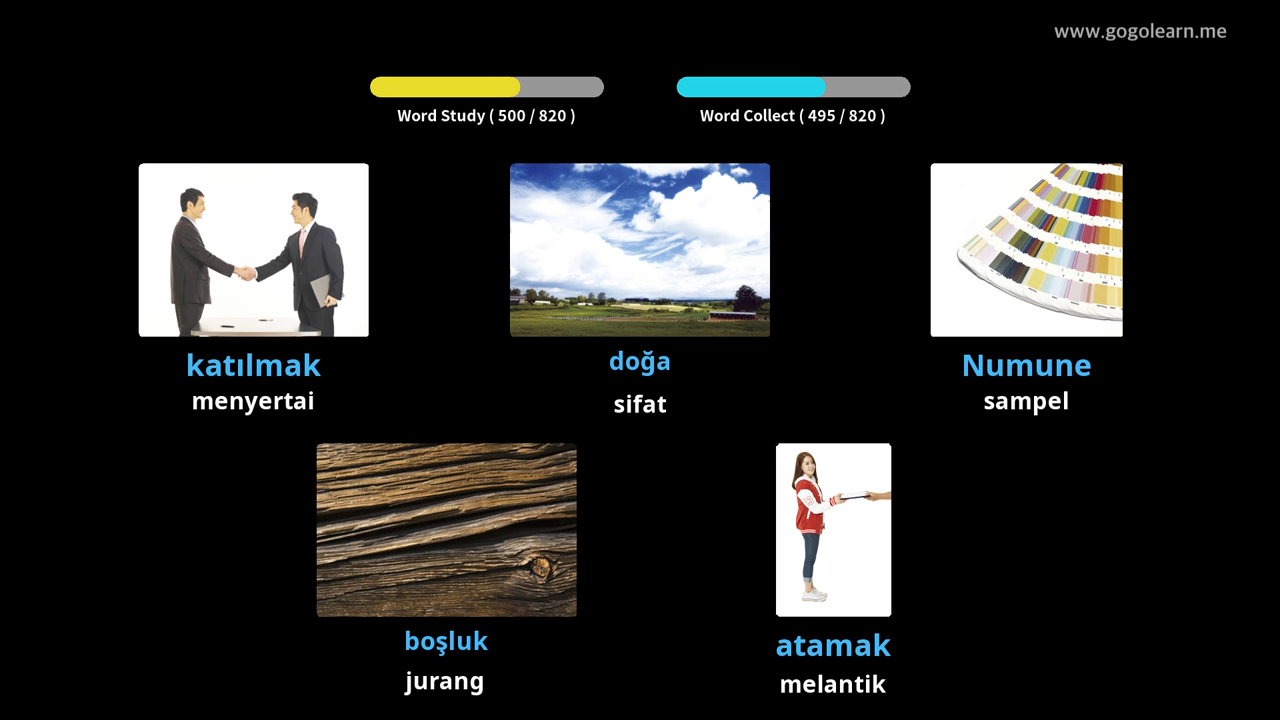 www.gogolearn.me
Word Study ( 500 / 820 )
Word Collect ( 495 / 820 )
katılmak
menyertai
doğa
sifat
Numune
sampel
boşluk
jurang
atamak
melantik